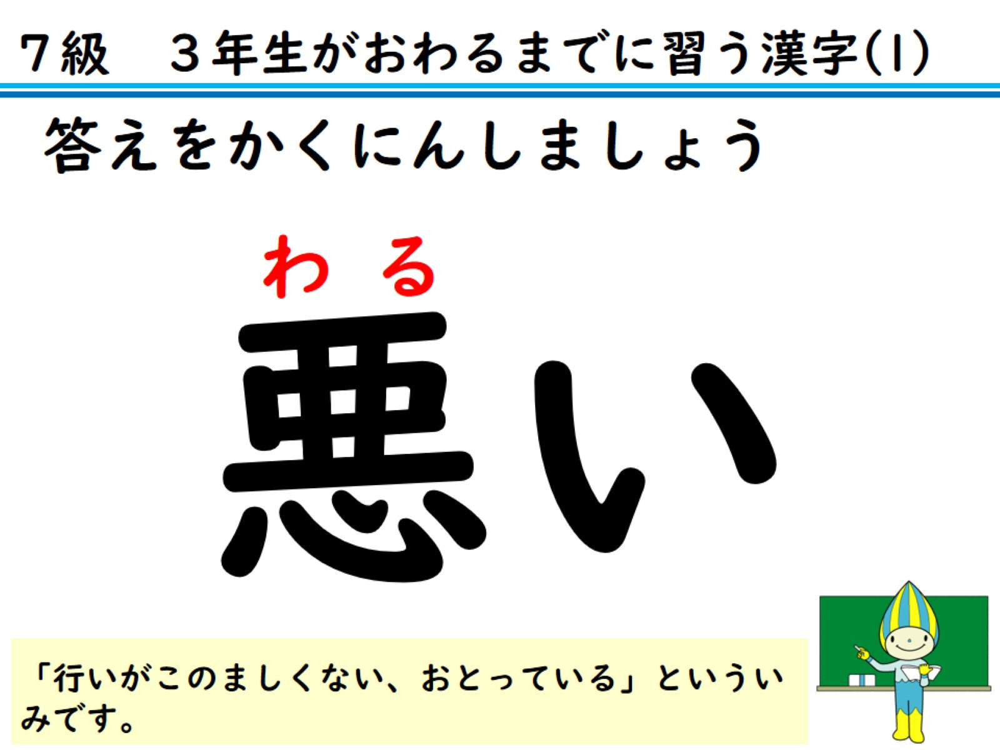 ７級　３年生がおわるまでに習う漢字(1)
答えをかくにんしましょう
わる
悪い
「行いがこのましくない、おとっている」というい
みです。